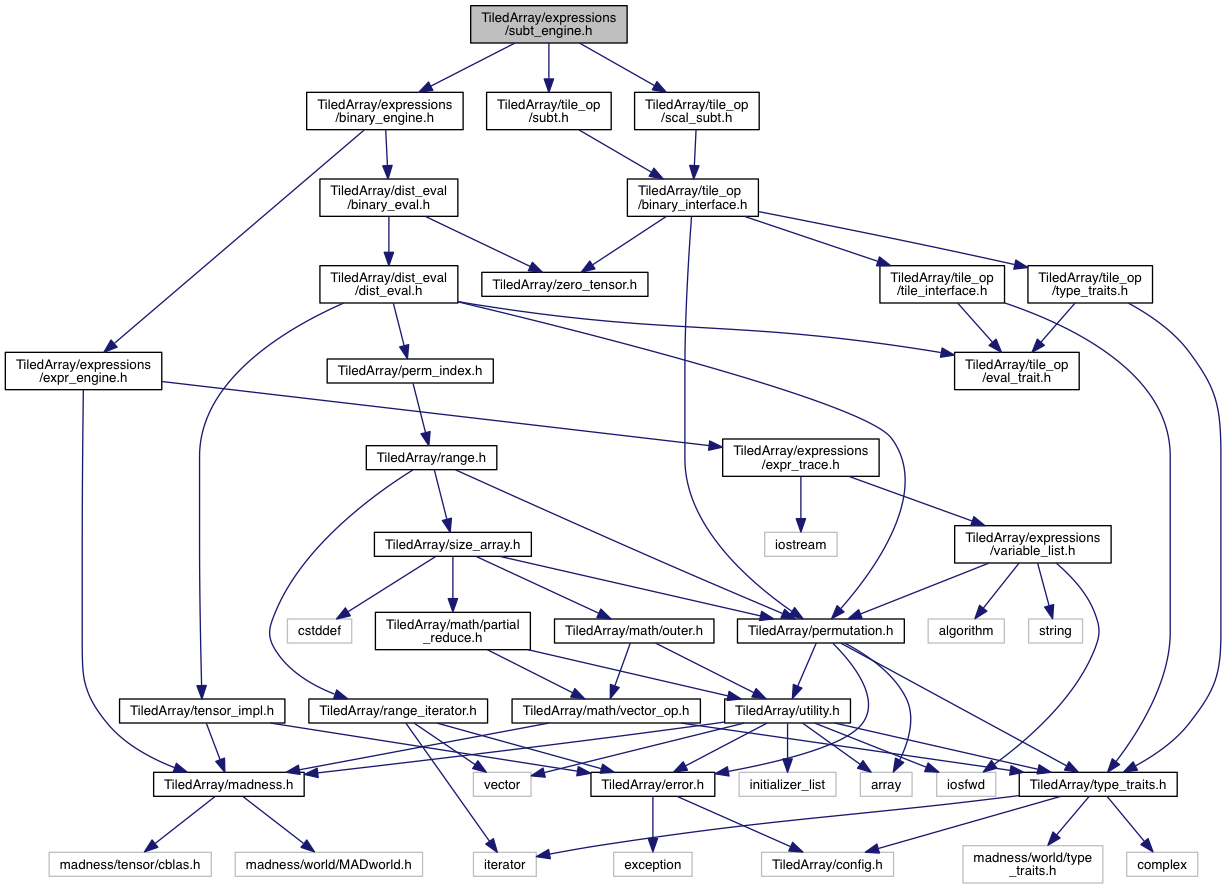 TiledArray/expressions
/subt_engine.h
TiledArray/expressions
/binary_engine.h
TiledArray/tile_op
/subt.h
TiledArray/tile_op
/scal_subt.h
TiledArray/dist_eval
/binary_eval.h
TiledArray/tile_op
/binary_interface.h
TiledArray/dist_eval
/dist_eval.h
TiledArray/zero_tensor.h
TiledArray/tile_op
/tile_interface.h
TiledArray/tile_op
/type_traits.h
TiledArray/expressions
/expr_engine.h
TiledArray/perm_index.h
TiledArray/tile_op
/eval_trait.h
TiledArray/range.h
TiledArray/expressions
/expr_trace.h
TiledArray/size_array.h
iostream
TiledArray/expressions
/variable_list.h
cstddef
TiledArray/math/partial
_reduce.h
TiledArray/math/outer.h
TiledArray/permutation.h
algorithm
string
TiledArray/tensor_impl.h
TiledArray/range_iterator.h
TiledArray/math/vector_op.h
TiledArray/utility.h
TiledArray/madness.h
vector
TiledArray/error.h
initializer_list
array
iosfwd
TiledArray/type_traits.h
madness/tensor/cblas.h
madness/world/MADworld.h
iterator
exception
TiledArray/config.h
madness/world/type
_traits.h
complex